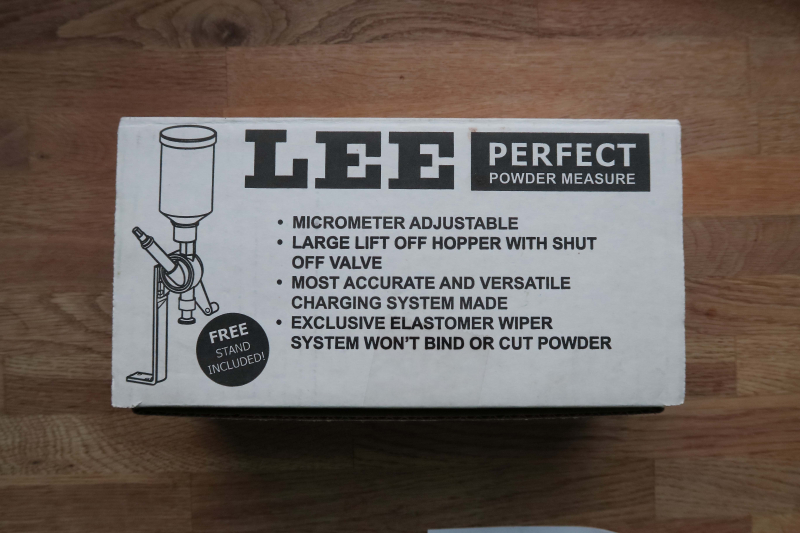 LEE PERFECT
POWDER MEASURE
• MICROMETER ADJUSTABLE
• LARGE LIFT OFF HOPPER WITH SHUT
OFF VALVE
• MOST ACCURATE AND VERSATILE
CHARGING SYSTEM MADE
• EXCLUSIVE ELASTOMER WIPER
SYSTEM WON'T BIND OR CUT POWDER
FREE
STAND
INCLUDED!